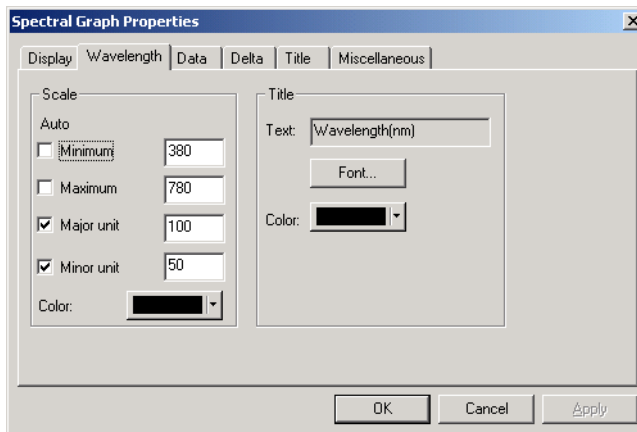 Spectral Graph Properties
Display Wavelength Data Delta Title Miscellaneous
Scale
Auto
Minimum 380
Maximum 780
Major unit 100
Minor unit 50
Color:
Title
Text: Wavelength(nm)
Font...
Color:
OK Cancel Apply